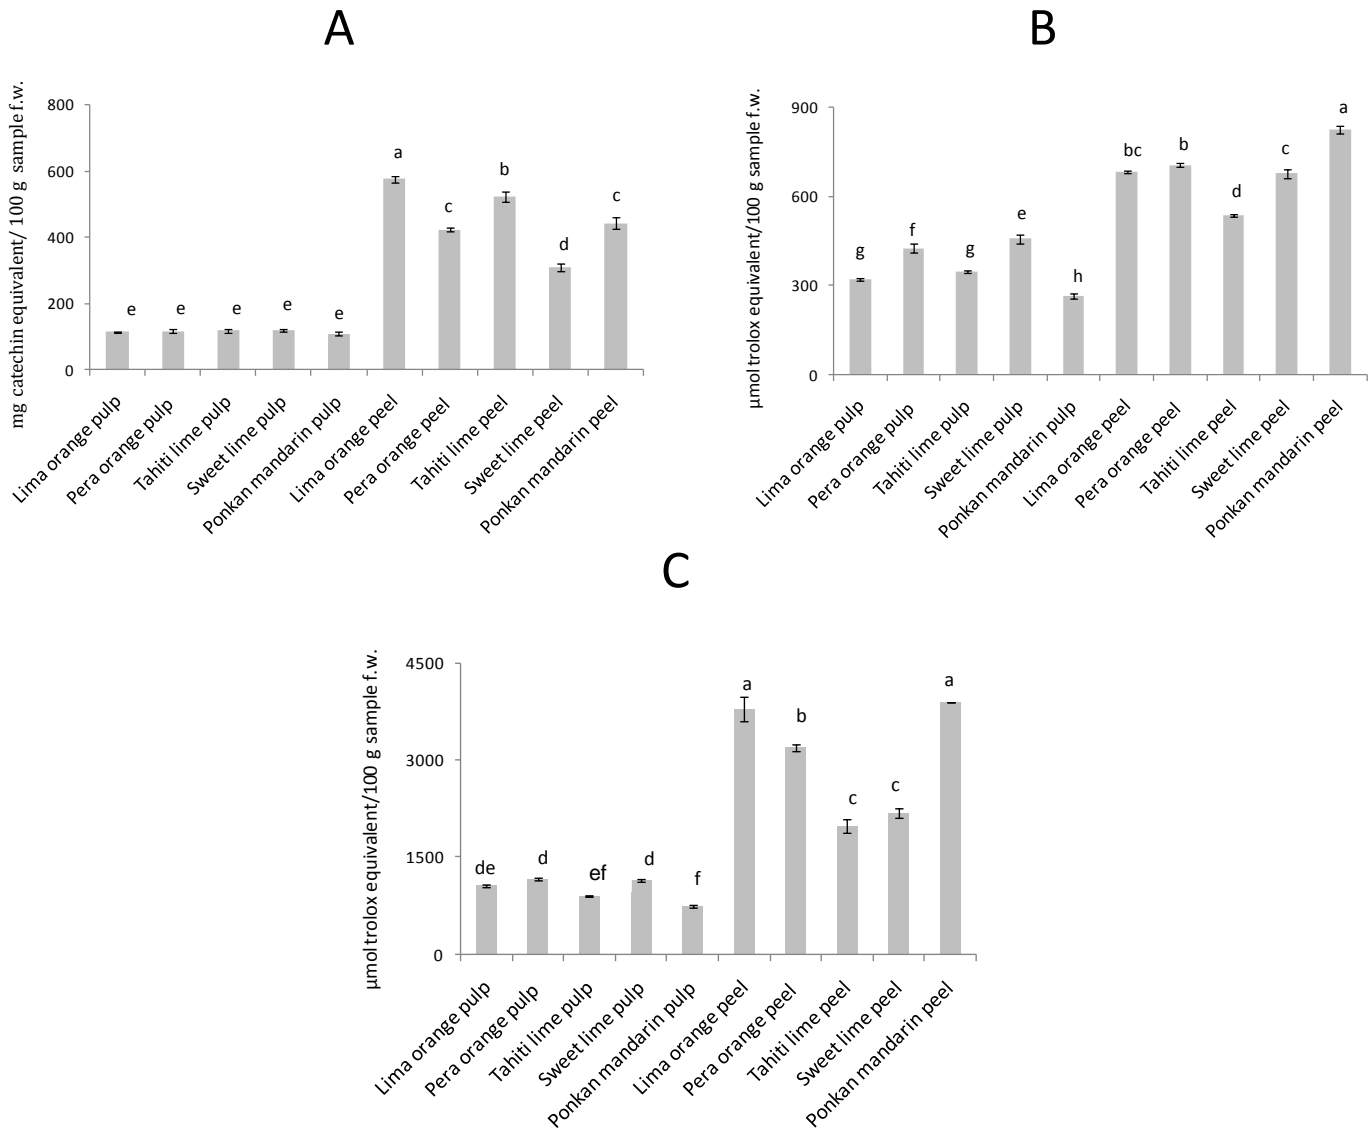 A
mg catechin equivalent/ 100 g sample f.w.
800
600
400
200
0
e
e
e
e
e
a
c
b
d
c
Lima orange pulp
Pera orange pulp
Tahiti lime pulp
Sweet lime pulp
Ponkan mandarin pulp
Lima orange peel
Pera orange peel
Tahiti lime peel
Sweet lime peel
Ponkan mandarin peel
B
µmol trolox equivalent/100 g sample f.w.
900
600
300
0
g
f
g
e
h
bc
b
d
c
a
Lima orange pulp
Pera orange pulp
Tahiti lime pulp
Sweet lime pulp
Ponkan mandarin pulp
Lima orange peel
Pera orange peel
Tahiti lime peel
Sweet lime peel
Ponkan mandarin peel
C
µmol trolox equivalent/100 g sample f.w.
4500
3000
1500
0
de
d
ef
d
f
a
b
c
c
a
Lima orange pulp
Pera orange pulp
Tahiti lime pulp
Sweet lime pulp
Ponkan mandarin pulp
Lima orange peel
Pera orange peel
Tahiti lime peel
Sweet lime peel
Ponkan mandarin peel